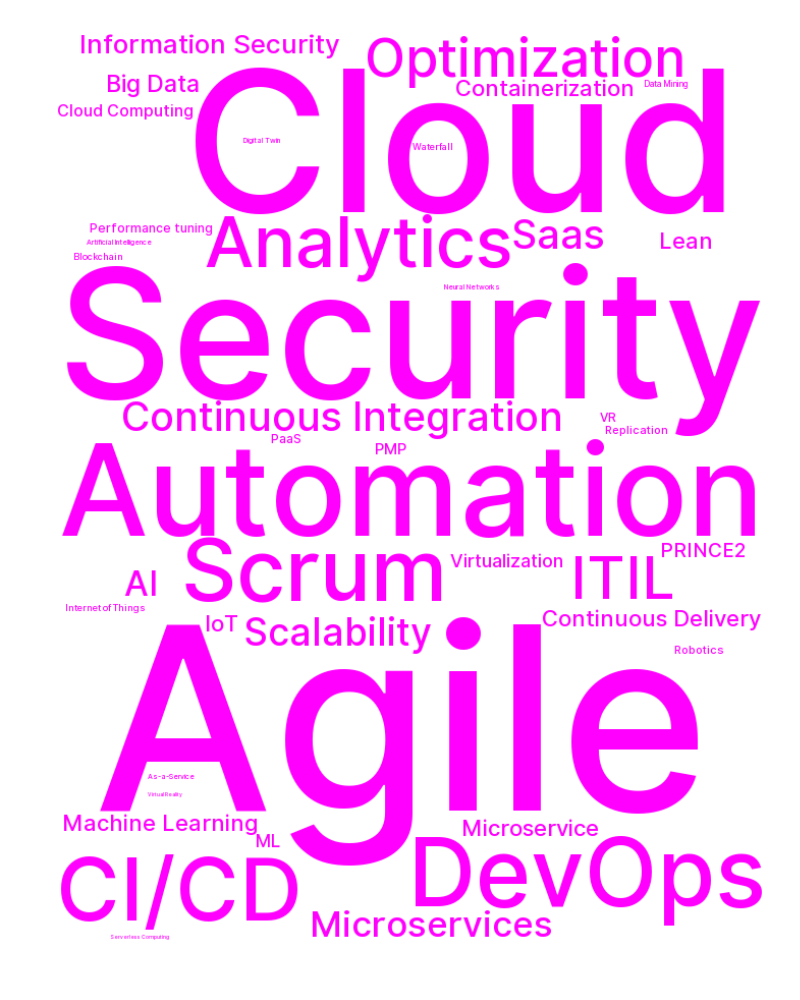 Information Security
Optimization
Big Data
Containerization
Data Mining
Cloud Computing
Cloud
Digital Twin
Waterfall
Performance tuning
Analytics
Saas
Lean
Artificial Intelligence
Blockchain
Neural Networks
Security
Continuous Integration
VR
Replication
PaaS
PMP
Automation
PRINCE2
Scrum
Virtualization
ITIL
AI
Internet of Things
IoT
Scalability
Continuous Delivery
Robotics
Agile
As-a-Service
Virtual Reality
Machine Learning
Microservice
ML
CI/CD
DevOps
Microservices
Serverless Computing